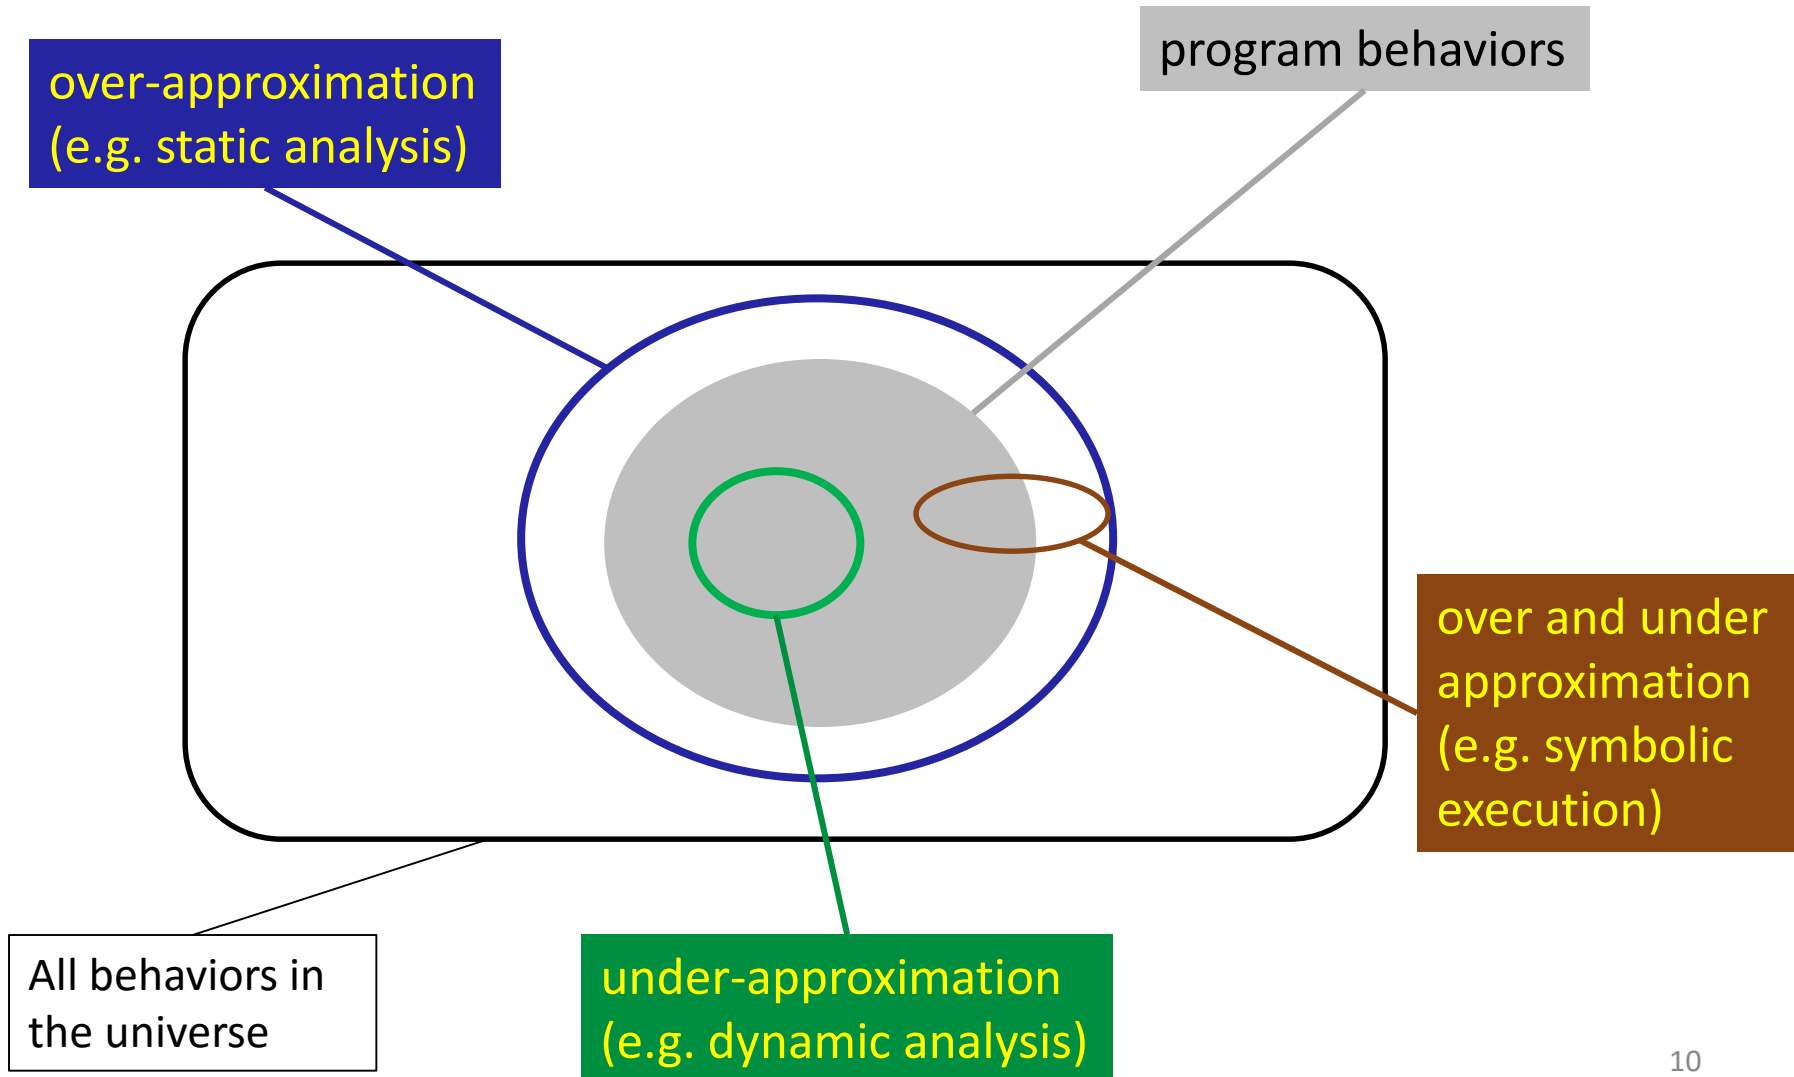 over-approximation
(e.g. static analysis)
program behaviors
over and under
approximation
(e.g. symbolic
execution)
All behaviors in
the universe
under-approximation
(e.g. dynamic analysis)
10